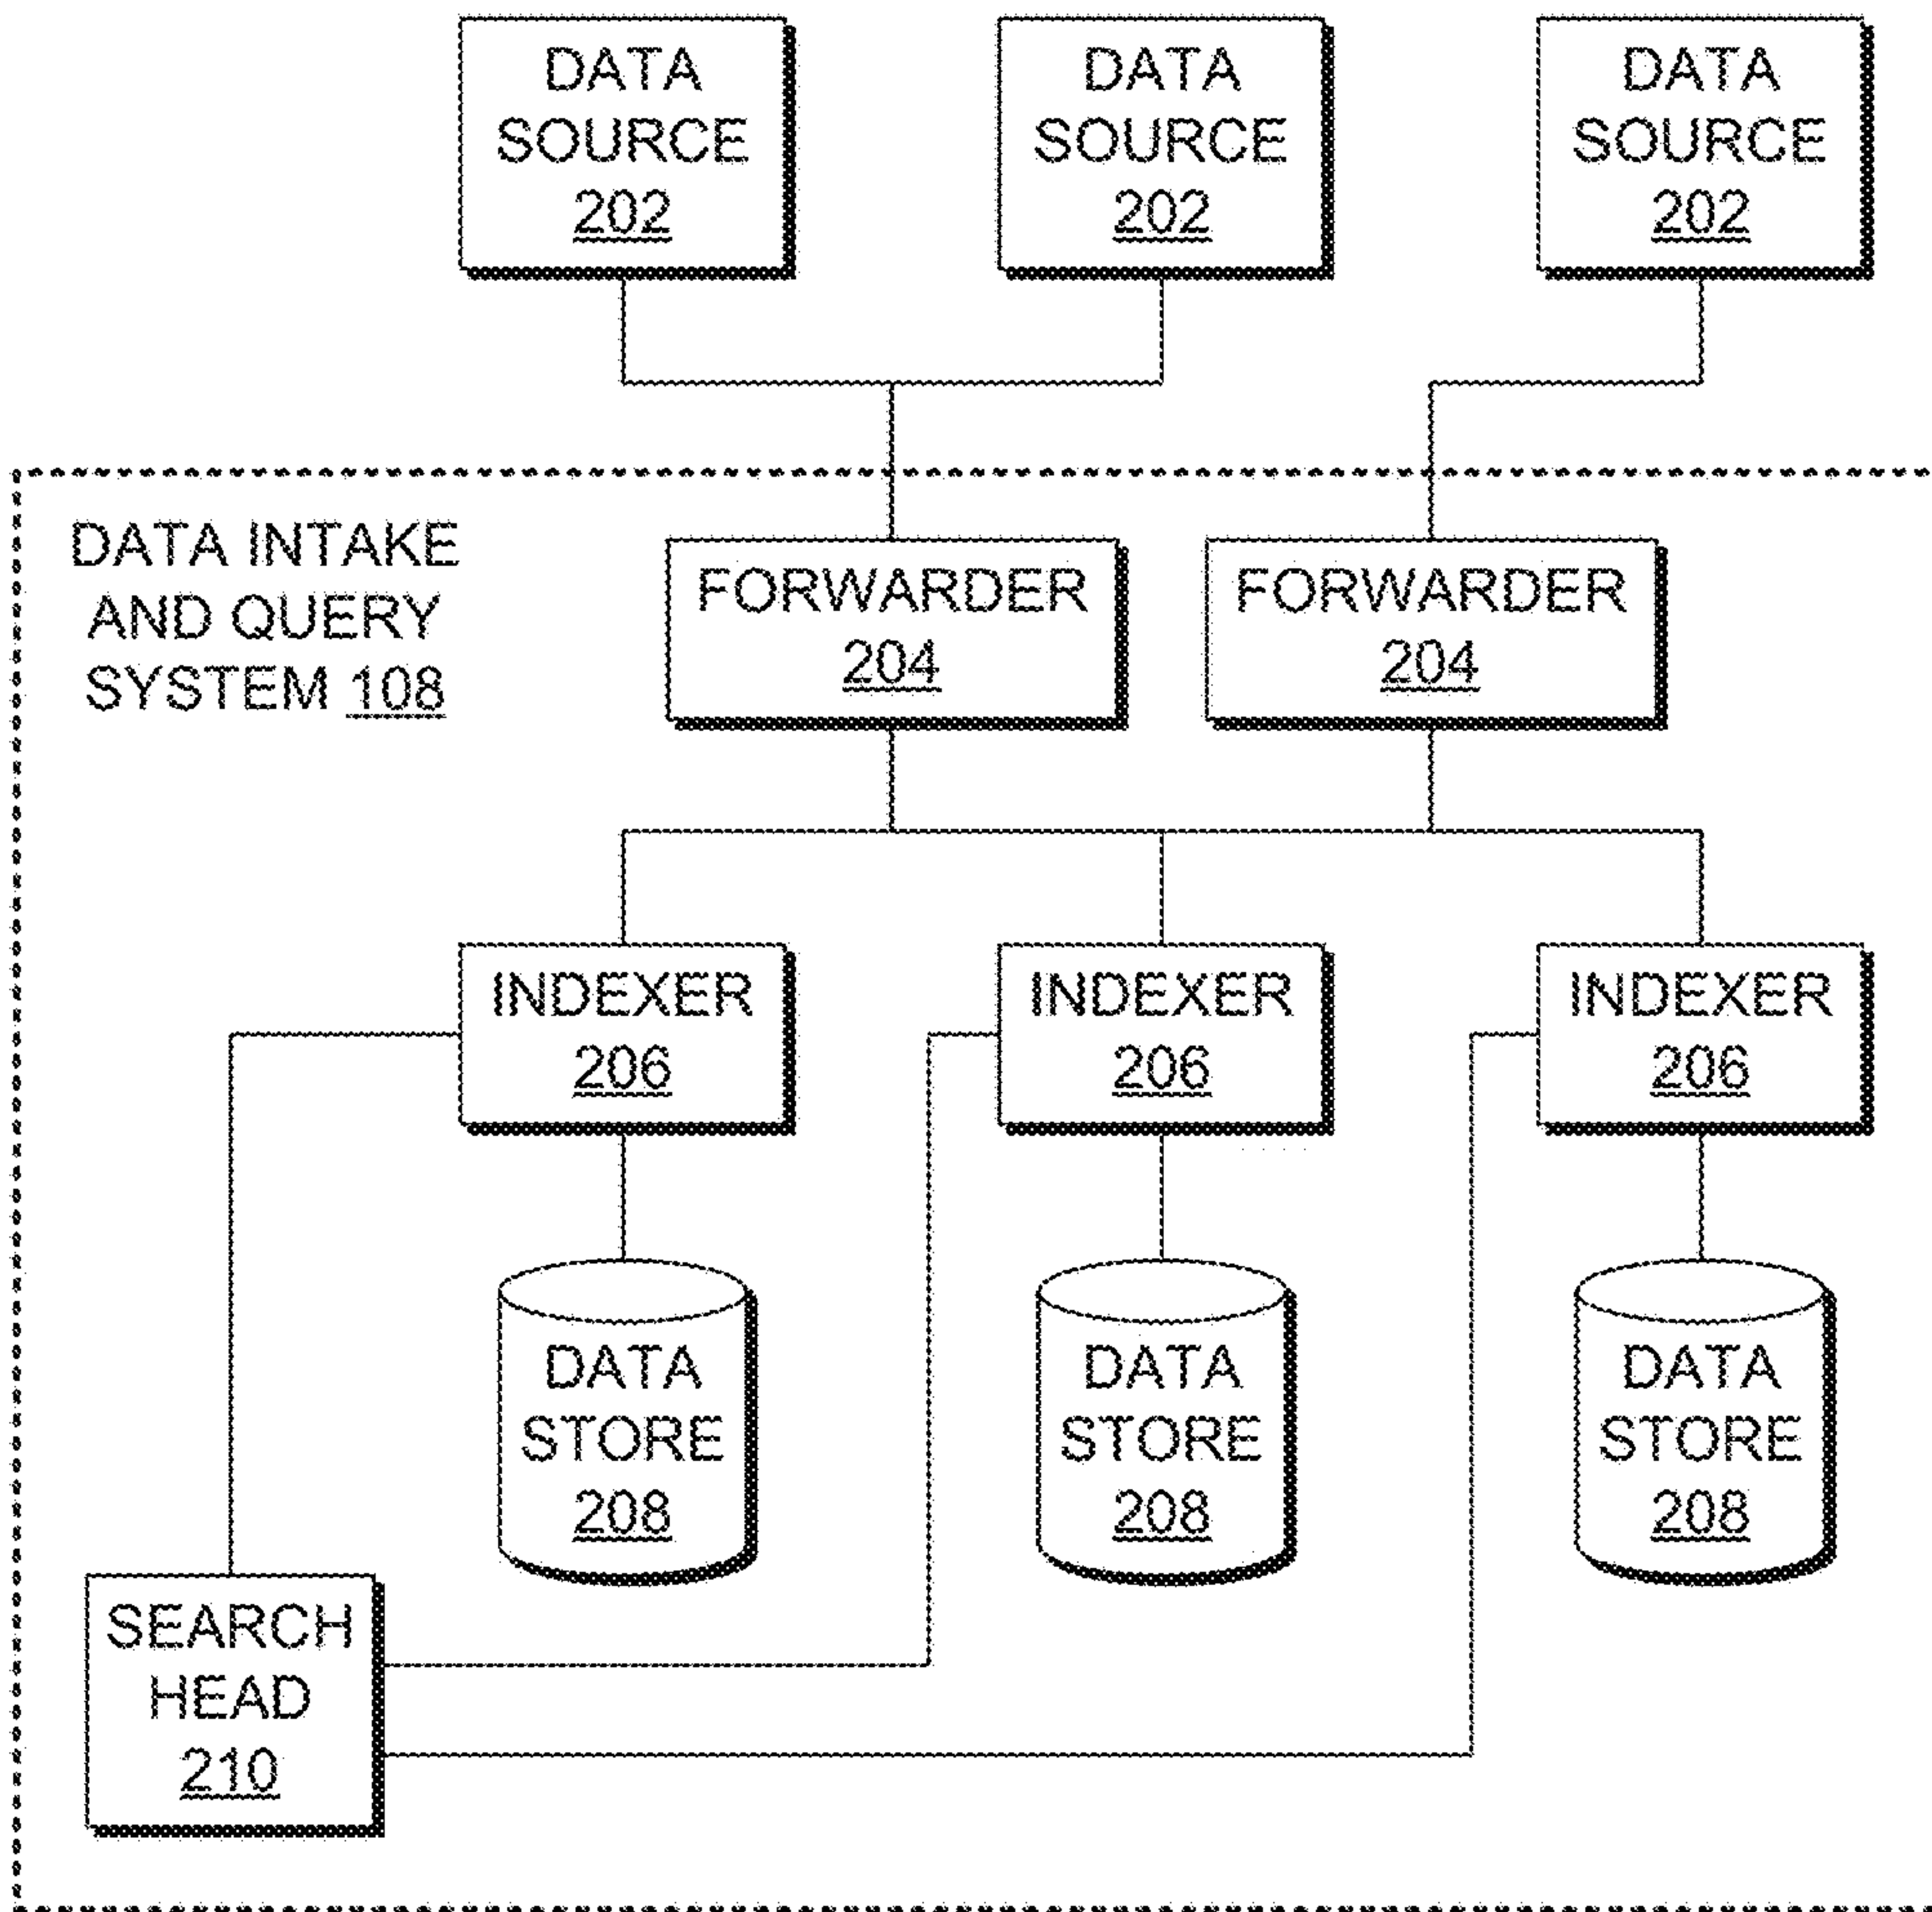 DATA
SOURCE
202
DATA
SOURCE
202
DATA
SOURCE
202
DATA INTAKE
AND QUERY
SYSTEM 108
FORWARDER
204
FORWARDER
204
INDEXER
206
INDEXER
206
INDEXER
206
DATA
STORE
208
DATA
STORE
208
DATA
STORE
208
SEARCH
HEAD
210